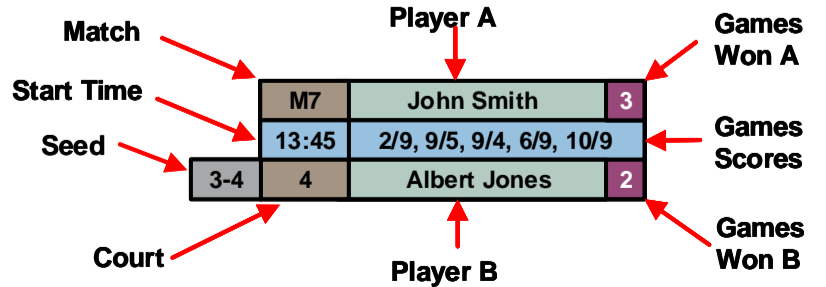 Player A
Match
Games
Won A
M7 John Smith 3
Start Time
13:45 2/9, 9/5, 9/4, 6/9, 10/9
Games
Scores
Seed
3-4 4 Albert Jones 2
Court
Player B
Games
Won B